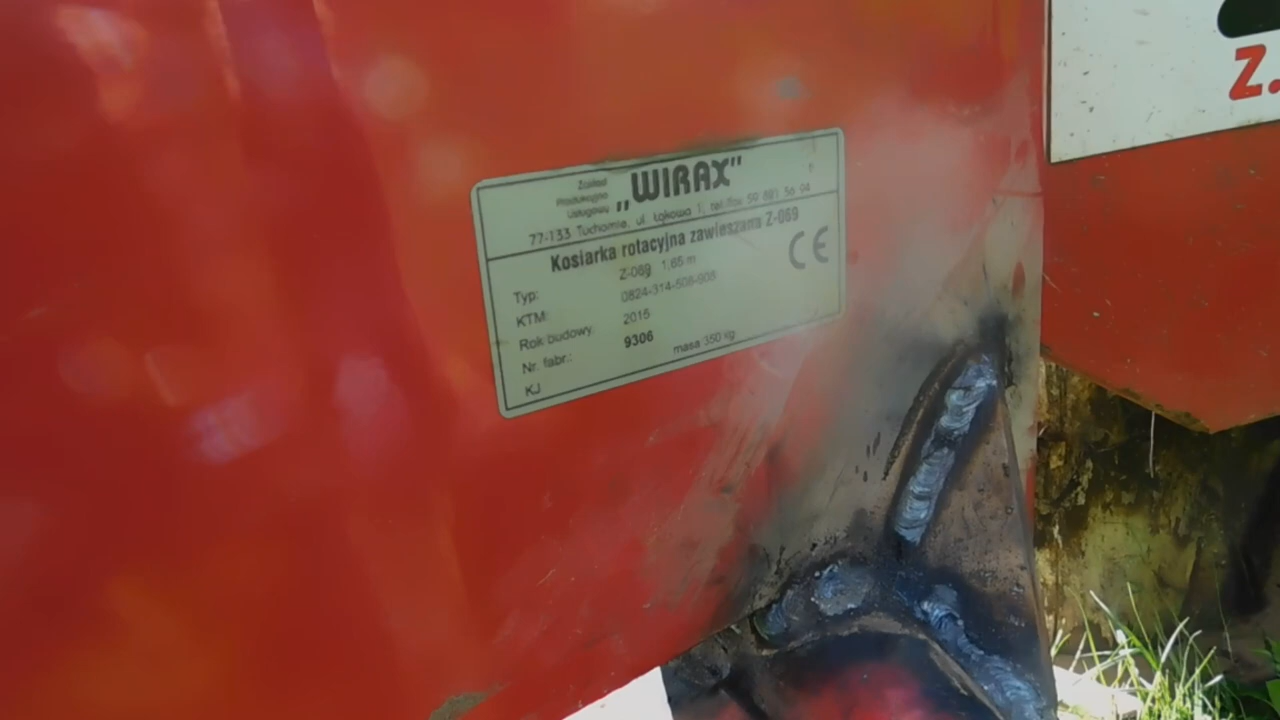 Zakład
Produkcyjno
Usługowy
„WIRAX”
77-133 Tuchomie, ul. Łąkowa 1, tel/fax 59 821 56 94
Kosiarka rotacyjna zawieszana Z-069
Typ: Z-069 1,65 m
KTM 0824-314-508-905
Rok budowy 2015
Nr. fabr.: 9306
KJ masa 350 kg
CE
Z.